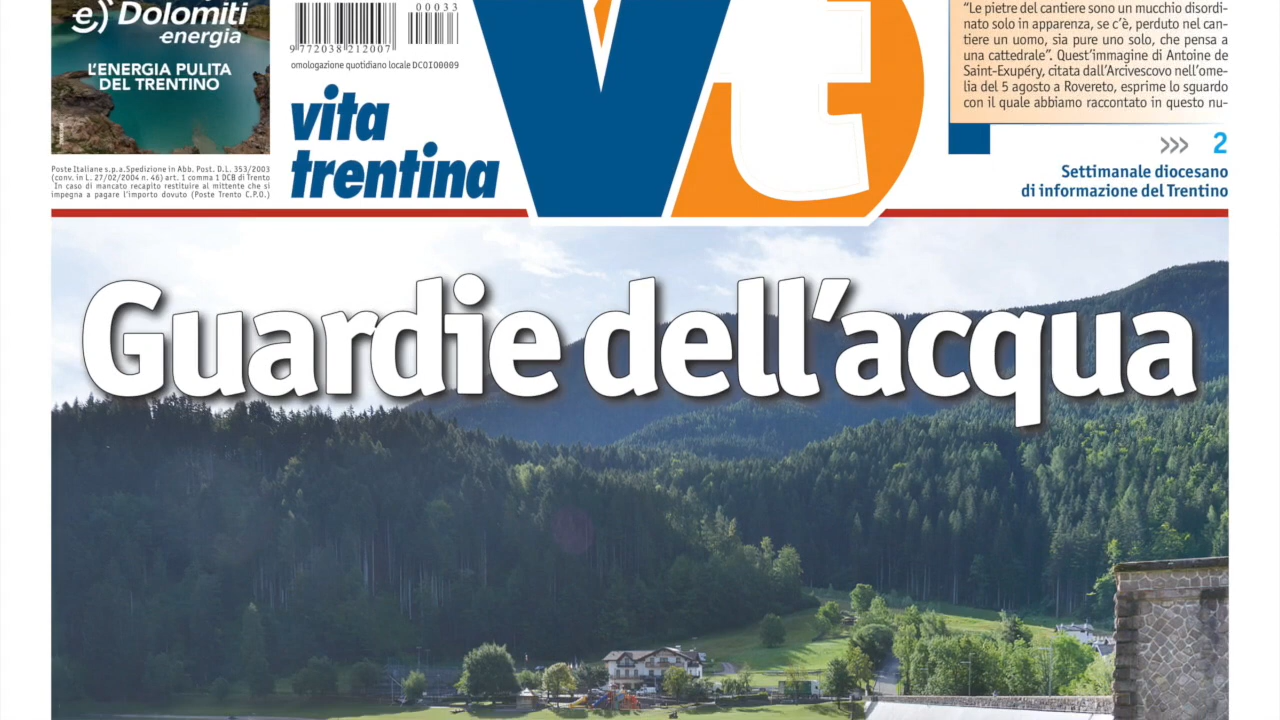 Dolomiti
energia
L'ENERGIA PULITA
DEL TRENTINO
Poste Italiane s.p.a.Spedizione in Abb. Post. D.L. 353/2003
(conv. in L. 27/02/2004 n. 46) art. 1 comma 1 DCB di Trento
In caso di mancato recapito restituire al mittente che si
impegna a pagare l'importo dovuto (Poste Trento C.P.O.)
00033
9 772038 212007
omologazione quotidiano locale DCOIO0009
vita
trentina
Vt
"Le pietre del cantiere sono un mucchio disordi-
nato solo in apparenza, se c'è, perduto nel can-
tiere un uomo, sia pure uno solo, che pensa a
una cattedrale". Quest'immagine di Antoine de
Saint-Exupéry, citata dall'Arcivescovo nell'ome-
lia del 5 agosto a Rovereto, esprime lo sguardo
con il quale abbiamo raccontato in questo nu-
>>> 2
Settimanale diocesano
di informazione del Trentino
Guardie dell'acqua